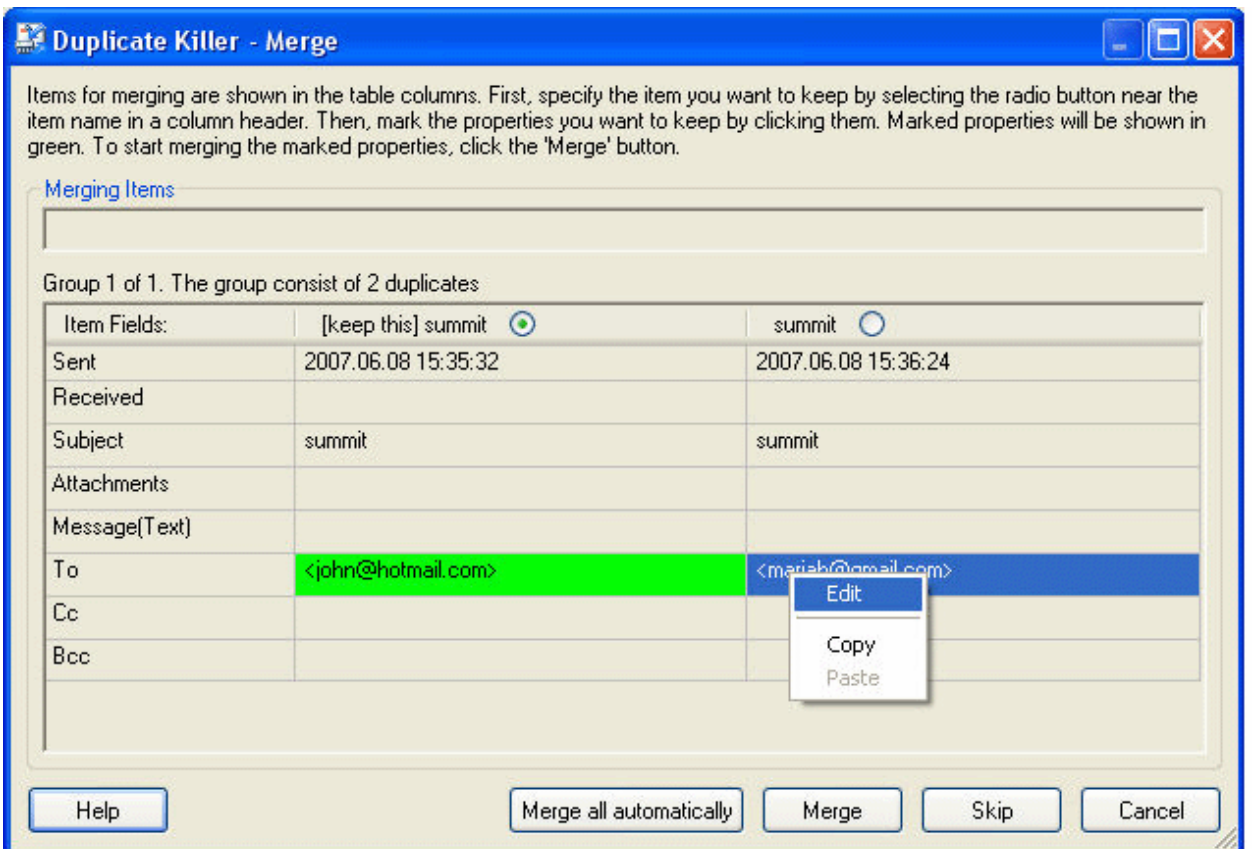 Duplicate Killer - Merge
Items for merging are shown in the table columns. First, specify the item you want to keep by selecting the radio button near the
item name in a column header. Then, mark the properties you want to keep by clicking them. Marked properties will be shown in
green. To start merging the marked properties, click the 'Merge' button.
Merging Items
Group 1 of 1. The group consist of 2 duplicates
Item Fields: [keep this] summit summit
Sent 2007.06.08 15:35:32 2007.06.08 15:36:24
Received
Subject summit summit
Attachments
Message(Text)
To <john@hotmail.com> <mariah@gmail.com>
Edit
Cc
Copy
Bcc
Paste
Help Merge all automatically Merge Skip Cancel